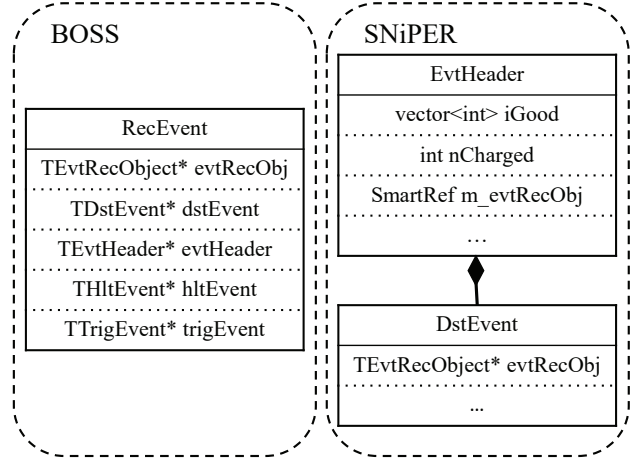 BOSS
RecEvent
TEvtRecObject* evtRecObj
TDstEvent* dstEvent
TEvtHeader* evtHeader
THltEvent* hltEvent
TTrigEvent* trigEvent
SNiPER
EvtHeader
vector<int> iGood
int nCharged
SmartRef m_evtRecObj
…
DstEvent
TEvtRecObject* evtRecObj
...